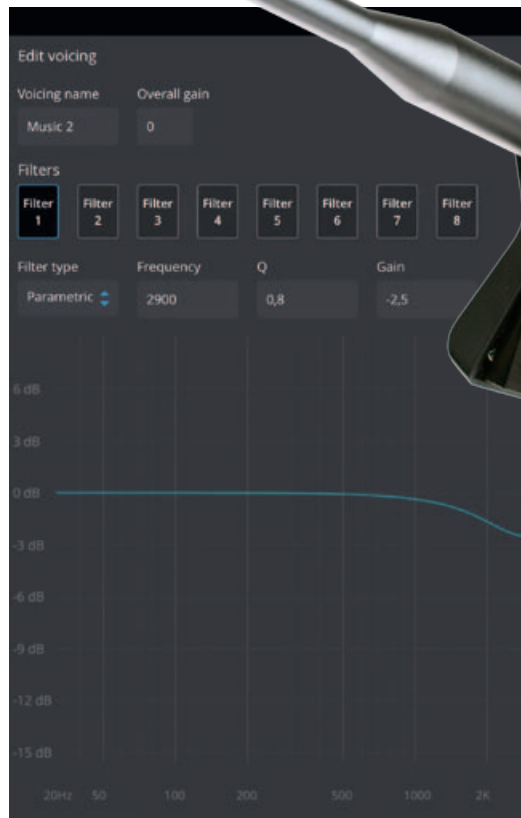 Edit voicing
Voicing name Overall gain
Music 2 0
Filters
Filter 1 Filter 2 Filter 3 Filter 4 Filter 5 Filter 6 Filter 7 Filter 8
Filter type Frequency Q Gain
Parametric 2900 0,8 -2,5
6 dB
3 dB
0 dB
-3 dB
-6 dB
-9 dB
-12 dB
-15 dB
20Hz 50 100 200 500 1000 2K